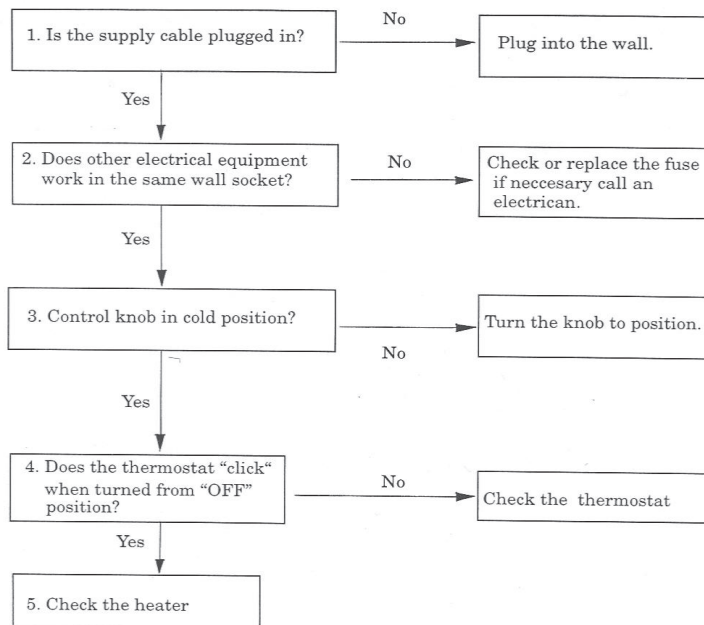 1. Is the supply cable plugged in?
No
Plug into the wall.
Yes
2. Does other electrical equipment
work in the same wall socket?
No
Check or replace the fuse
if neccesary call an
electrican.
Yes
3. Control knob in cold position?
No
Turn the knob to position.
Yes
4. Does the thermostat “click“
when turned from “OFF”
position?
No
Check the thermostat
Yes
5. Check the heater